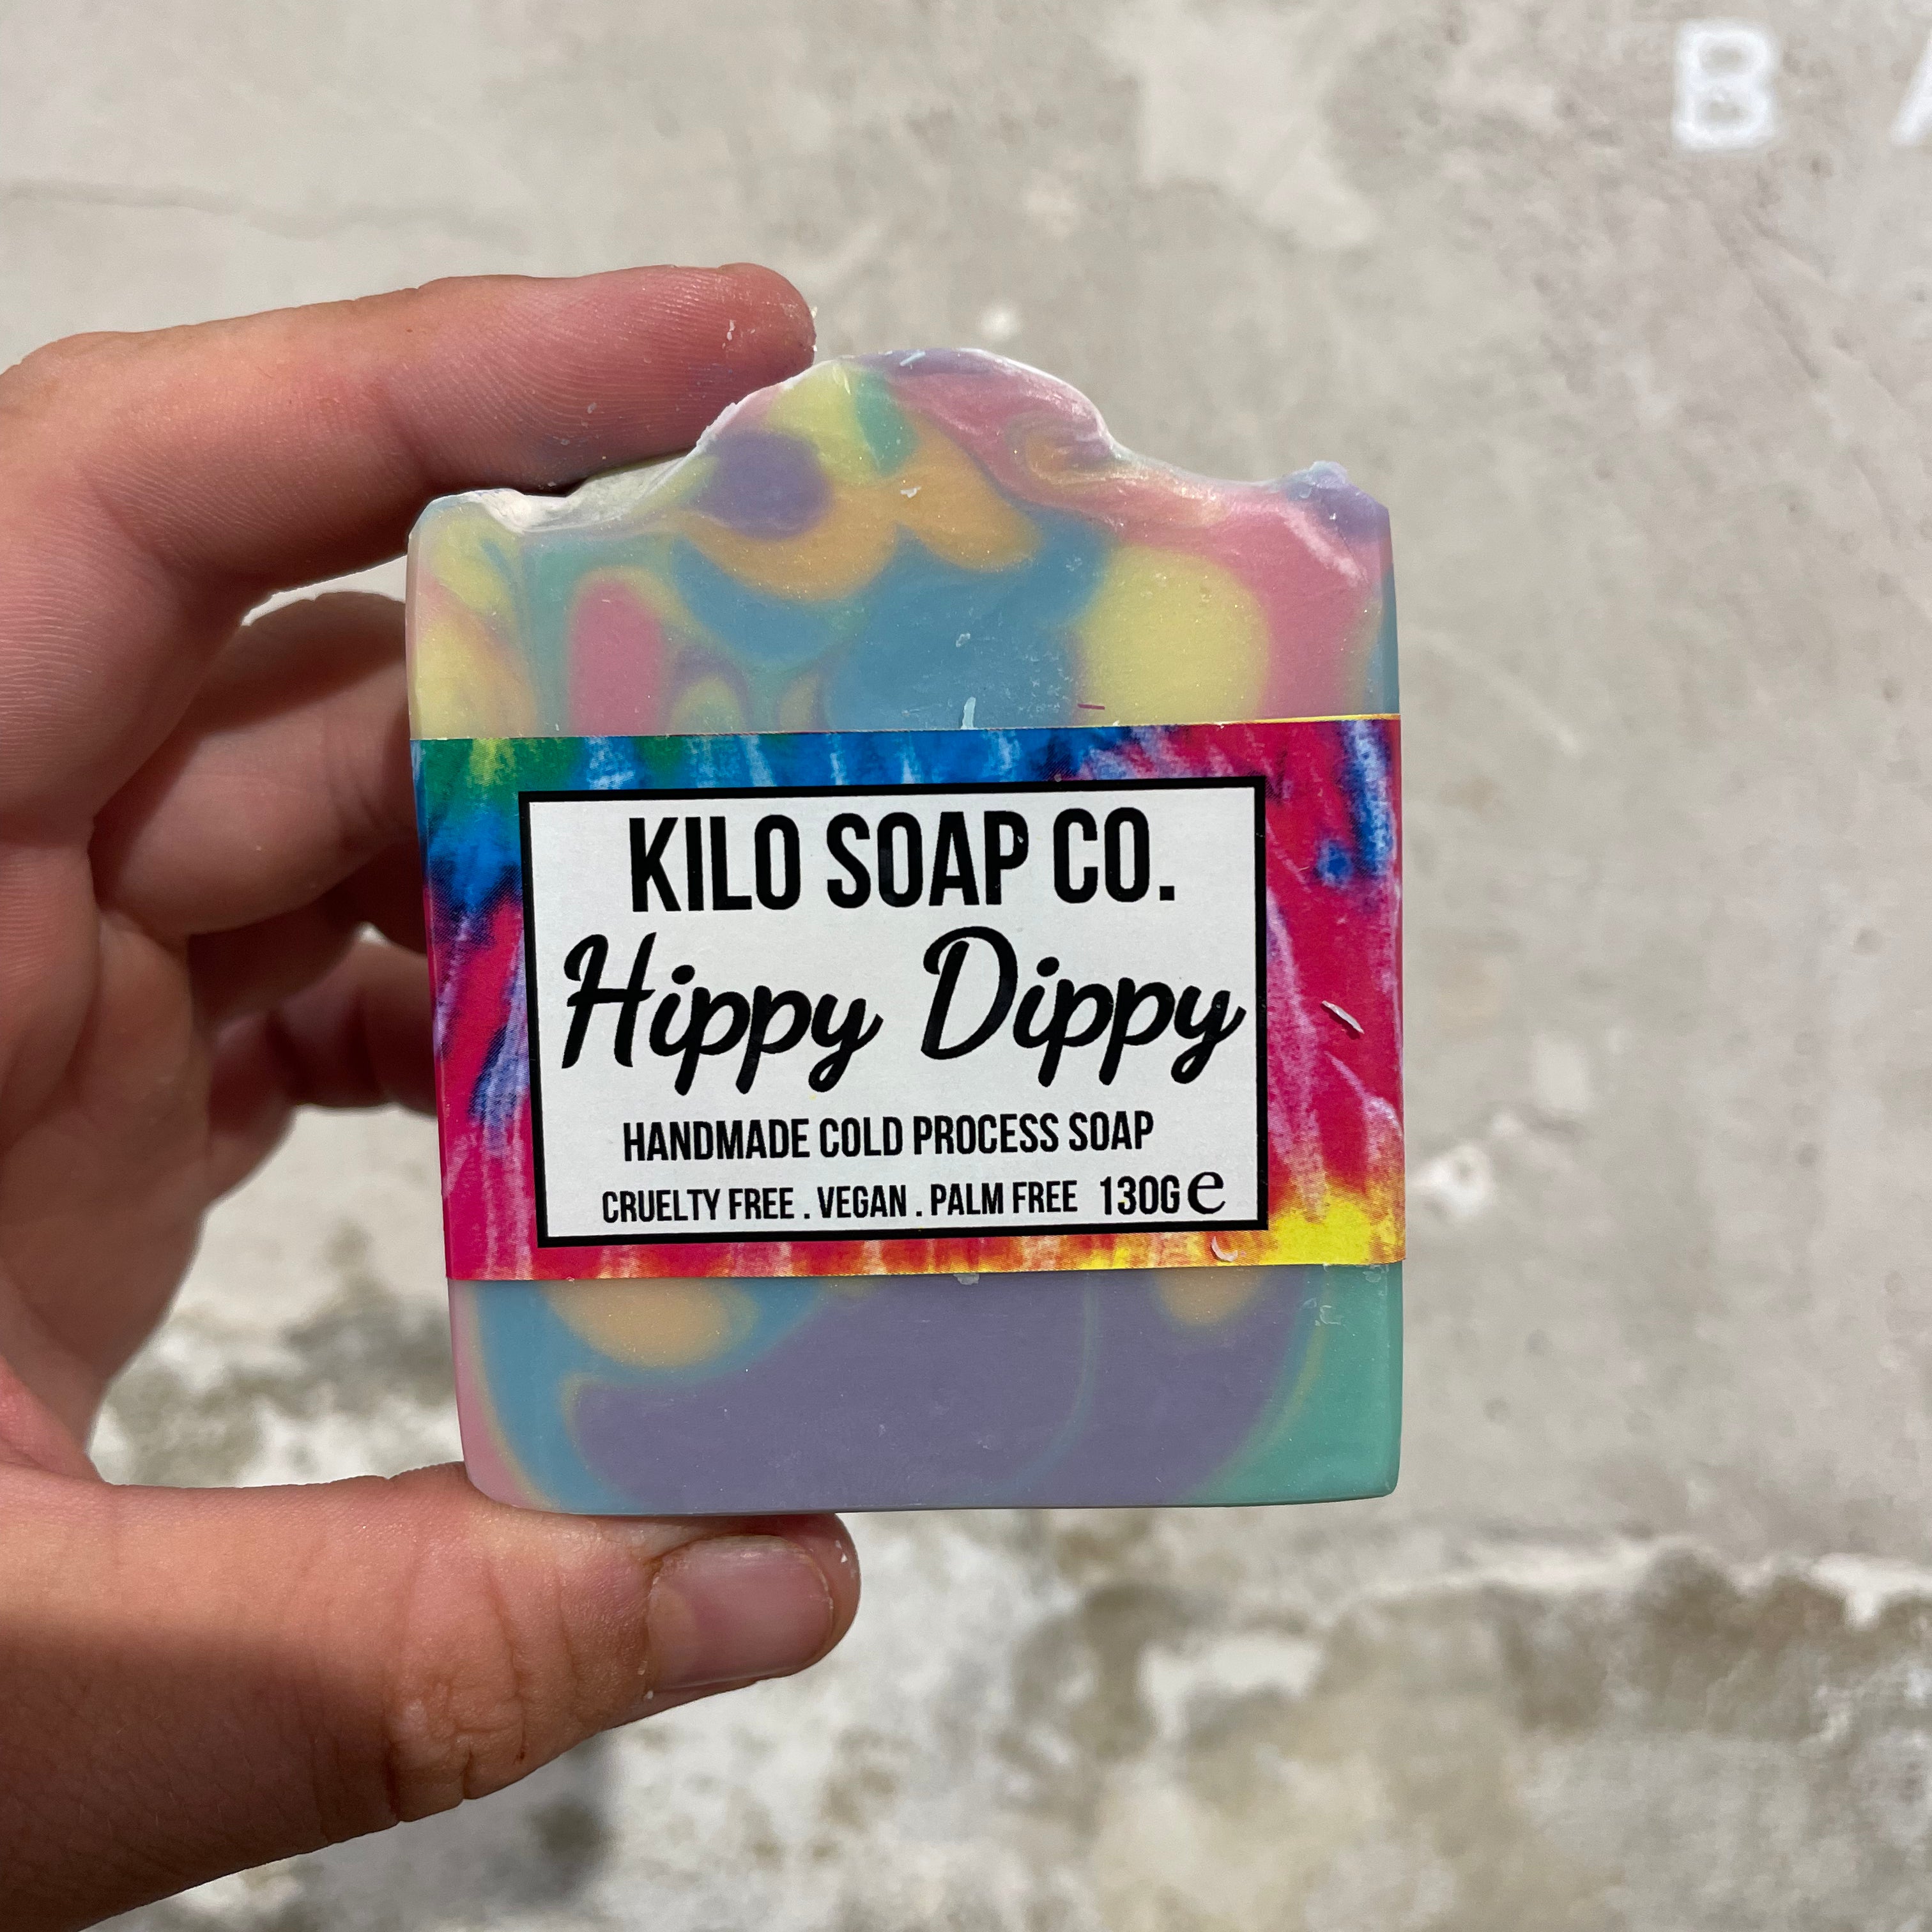 B A
KILO SOAP CO.
Hippy Dippy
HANDMADE COLD PROCESS SOAP
CRUELTY FREE . VEGAN . PALM FREE 130G e